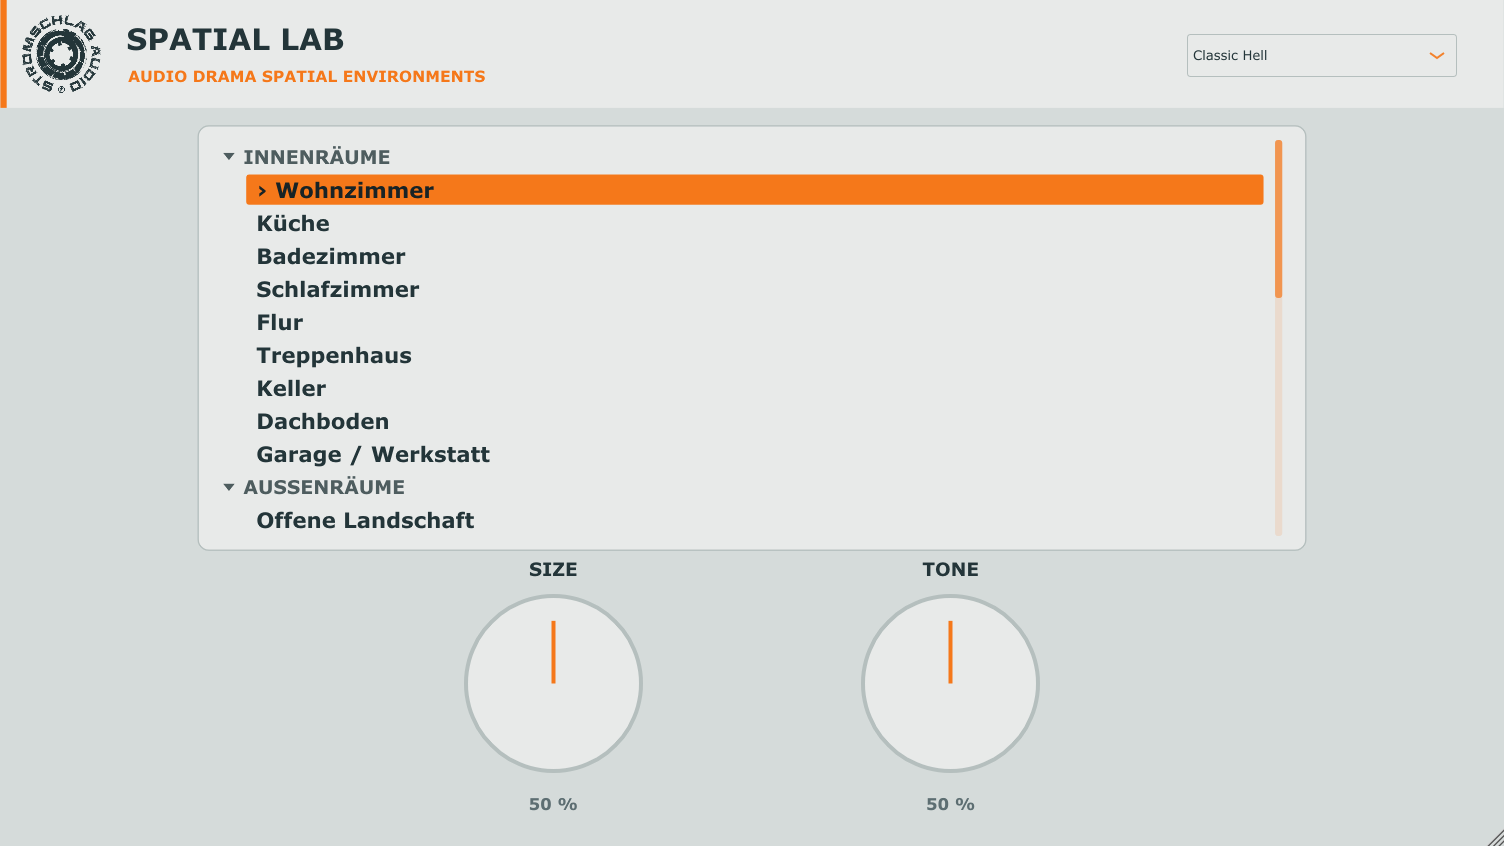 STROMSCHLAG AUDIO
SPATIAL LAB
AUDIO DRAMA SPATIAL ENVIRONMENTS
Classic Hell
INNENRÄUME
› Wohnzimmer
Küche
Badezimmer
Schlafzimmer
Flur
Treppenhaus
Keller
Dachboden
Garage / Werkstatt
AUSSENRÄUME
Offene Landschaft
SIZE
TONE
50 %
50 %